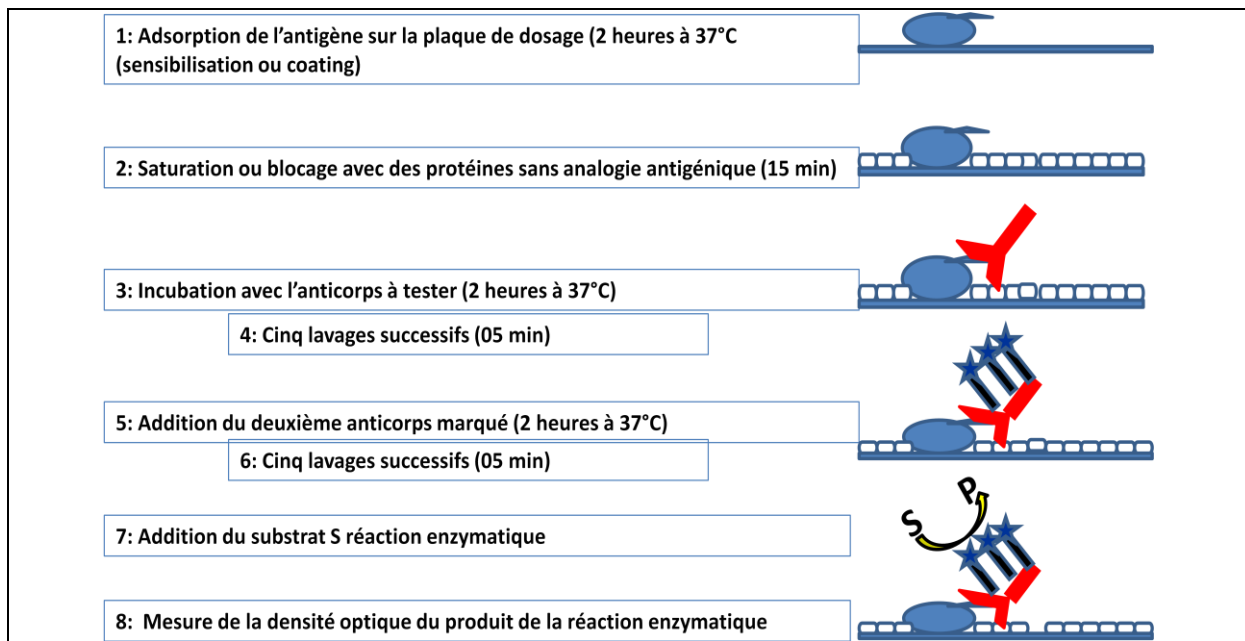 1: Adsorption de l'antigène sur la plaque de dosage (2 heures à 37°C
(sensibilisation ou coating)
2: Saturation ou blocage avec des protéines sans analogie antigénique (15 min)
3: Incubation avec l'anticorps à tester (2 heures à 37°C)
4: Cinq lavages successifs (05 min)
5: Addition du deuxième anticorps marqué (2 heures à 37°C)
6: Cinq lavages successifs (05 min)
S P
7: Addition du substrat S réaction enzymatique
8: Mesure de la densité optique du produit de la réaction enzymatique